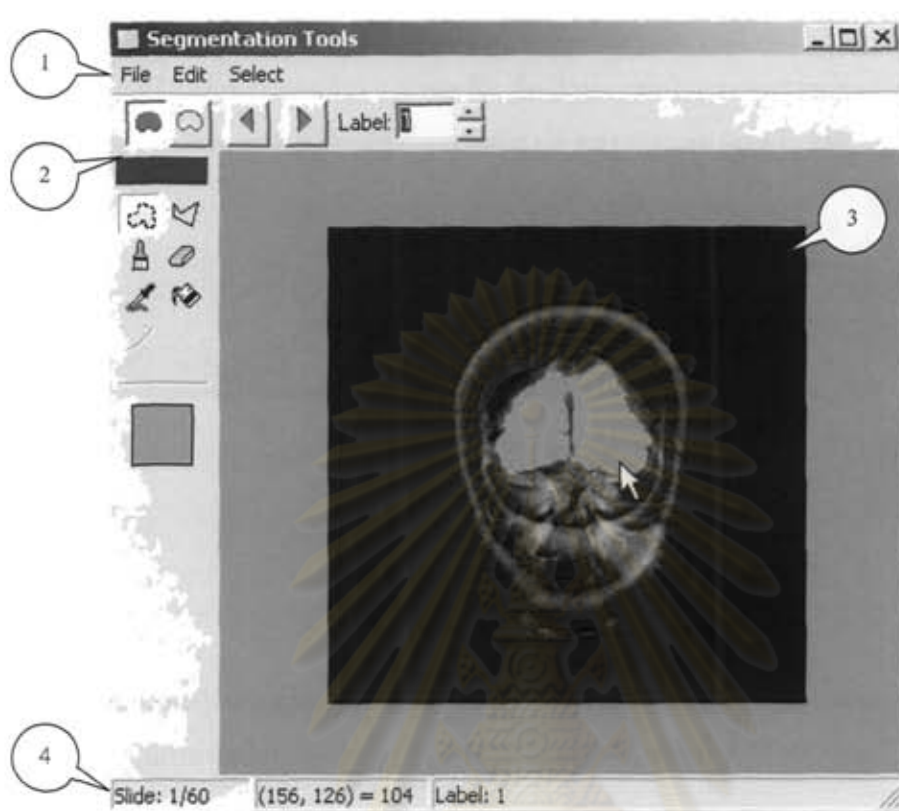 Segmentation Tools
1
File Edit Select
Label: 1
2
3
4
Slide: 1/60 (156, 126) = 104 Label: 1